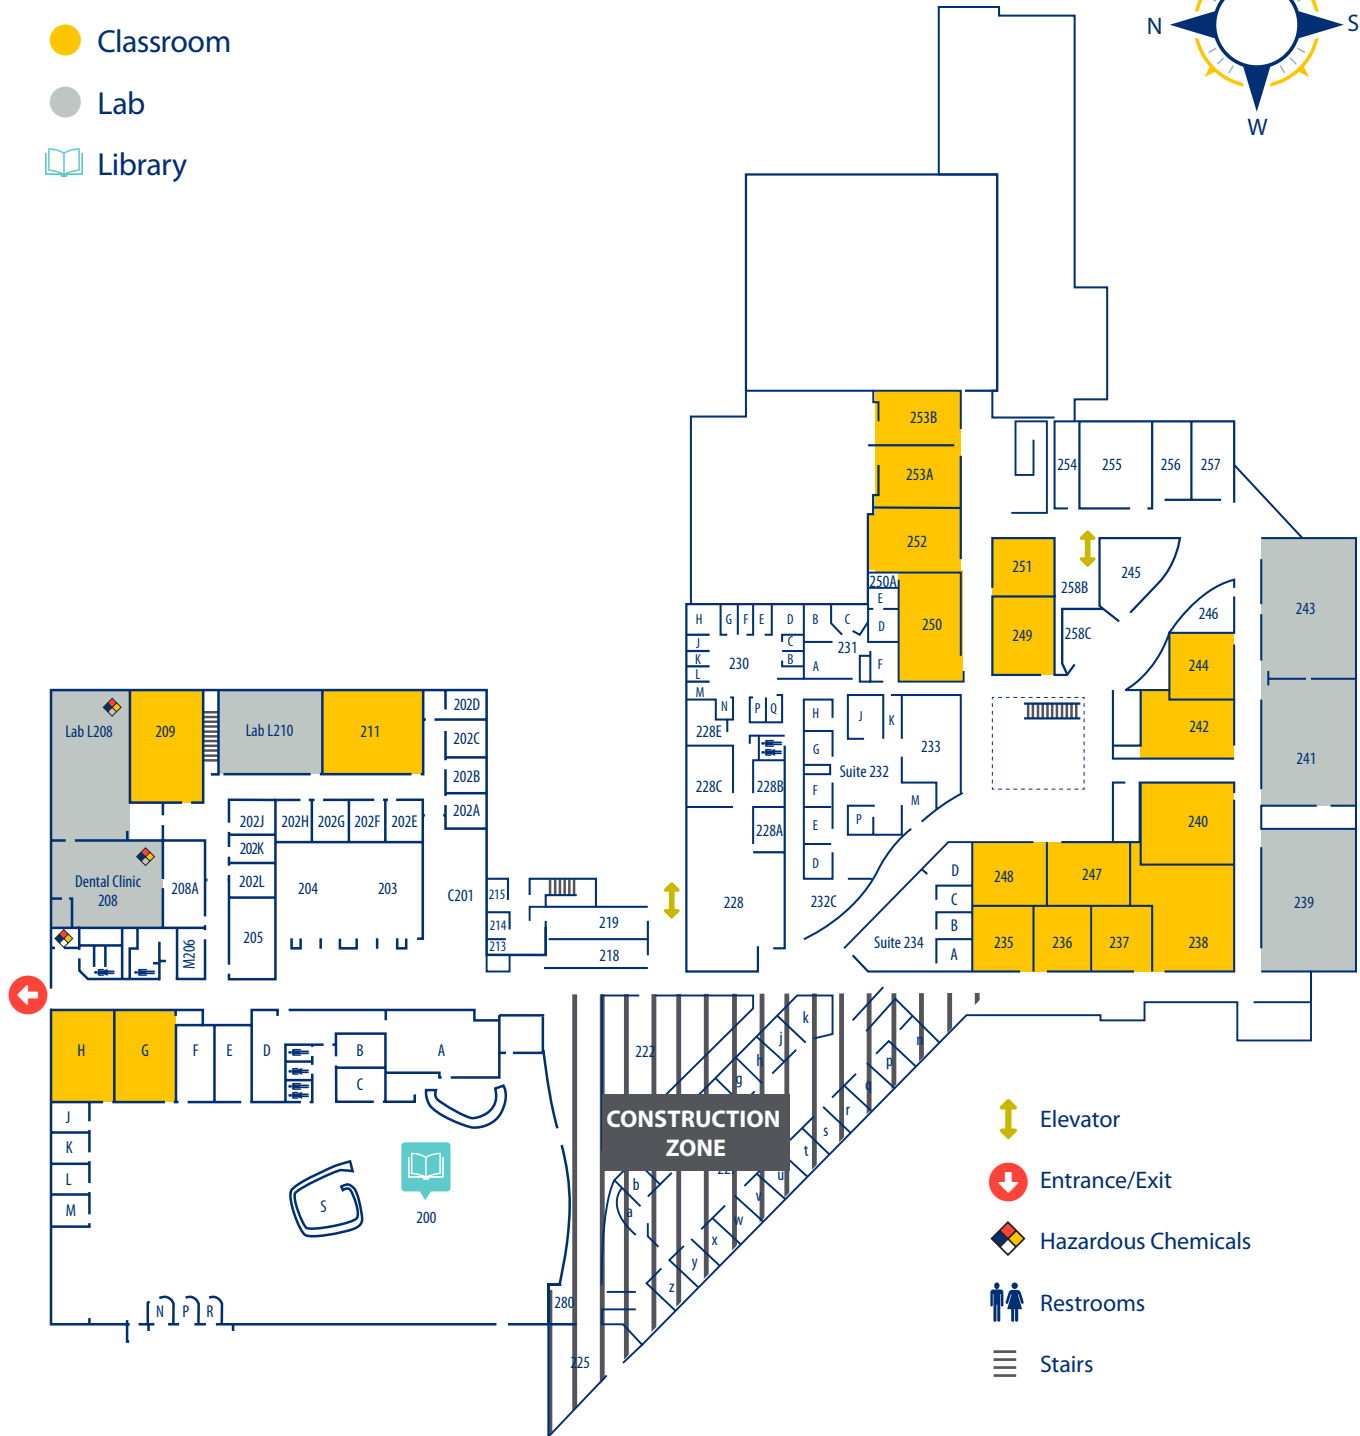 Classroom
Lab
Library
N
S
W
253B
253A
252
250A
E
D
F
250
251
249
254
255
256
257
258B
258C
245
246
243
244
242
241
240
239
H
G
F
E
D
B
C
J
K
L
M
C
B
A
230
231
N
P
Q
228E
228C
228B
228A
228
H
G
F
E
D
J
K
Suite 232
233
M
P
232C
Suite 234
D
C
B
A
248
247
235
236
237
238
Lab L208
209
Lab L210
211
202D
202C
202B
202A
202J
202H
202G
202F
202E
202K
202L
204
203
205
C201
Dental Clinic
208
208A
M206
215
214
213
219
218
H
G
F
E
D
B
C
A
J
K
L
M
S
200
N
P
R
222
k
j
h
g
n
p
q
r
s
t
u
v
w
x
y
z
b
a
CONSTRUCTION
ZONE
280
225
Elevator
Entrance/Exit
Hazardous Chemicals
Restrooms
Stairs